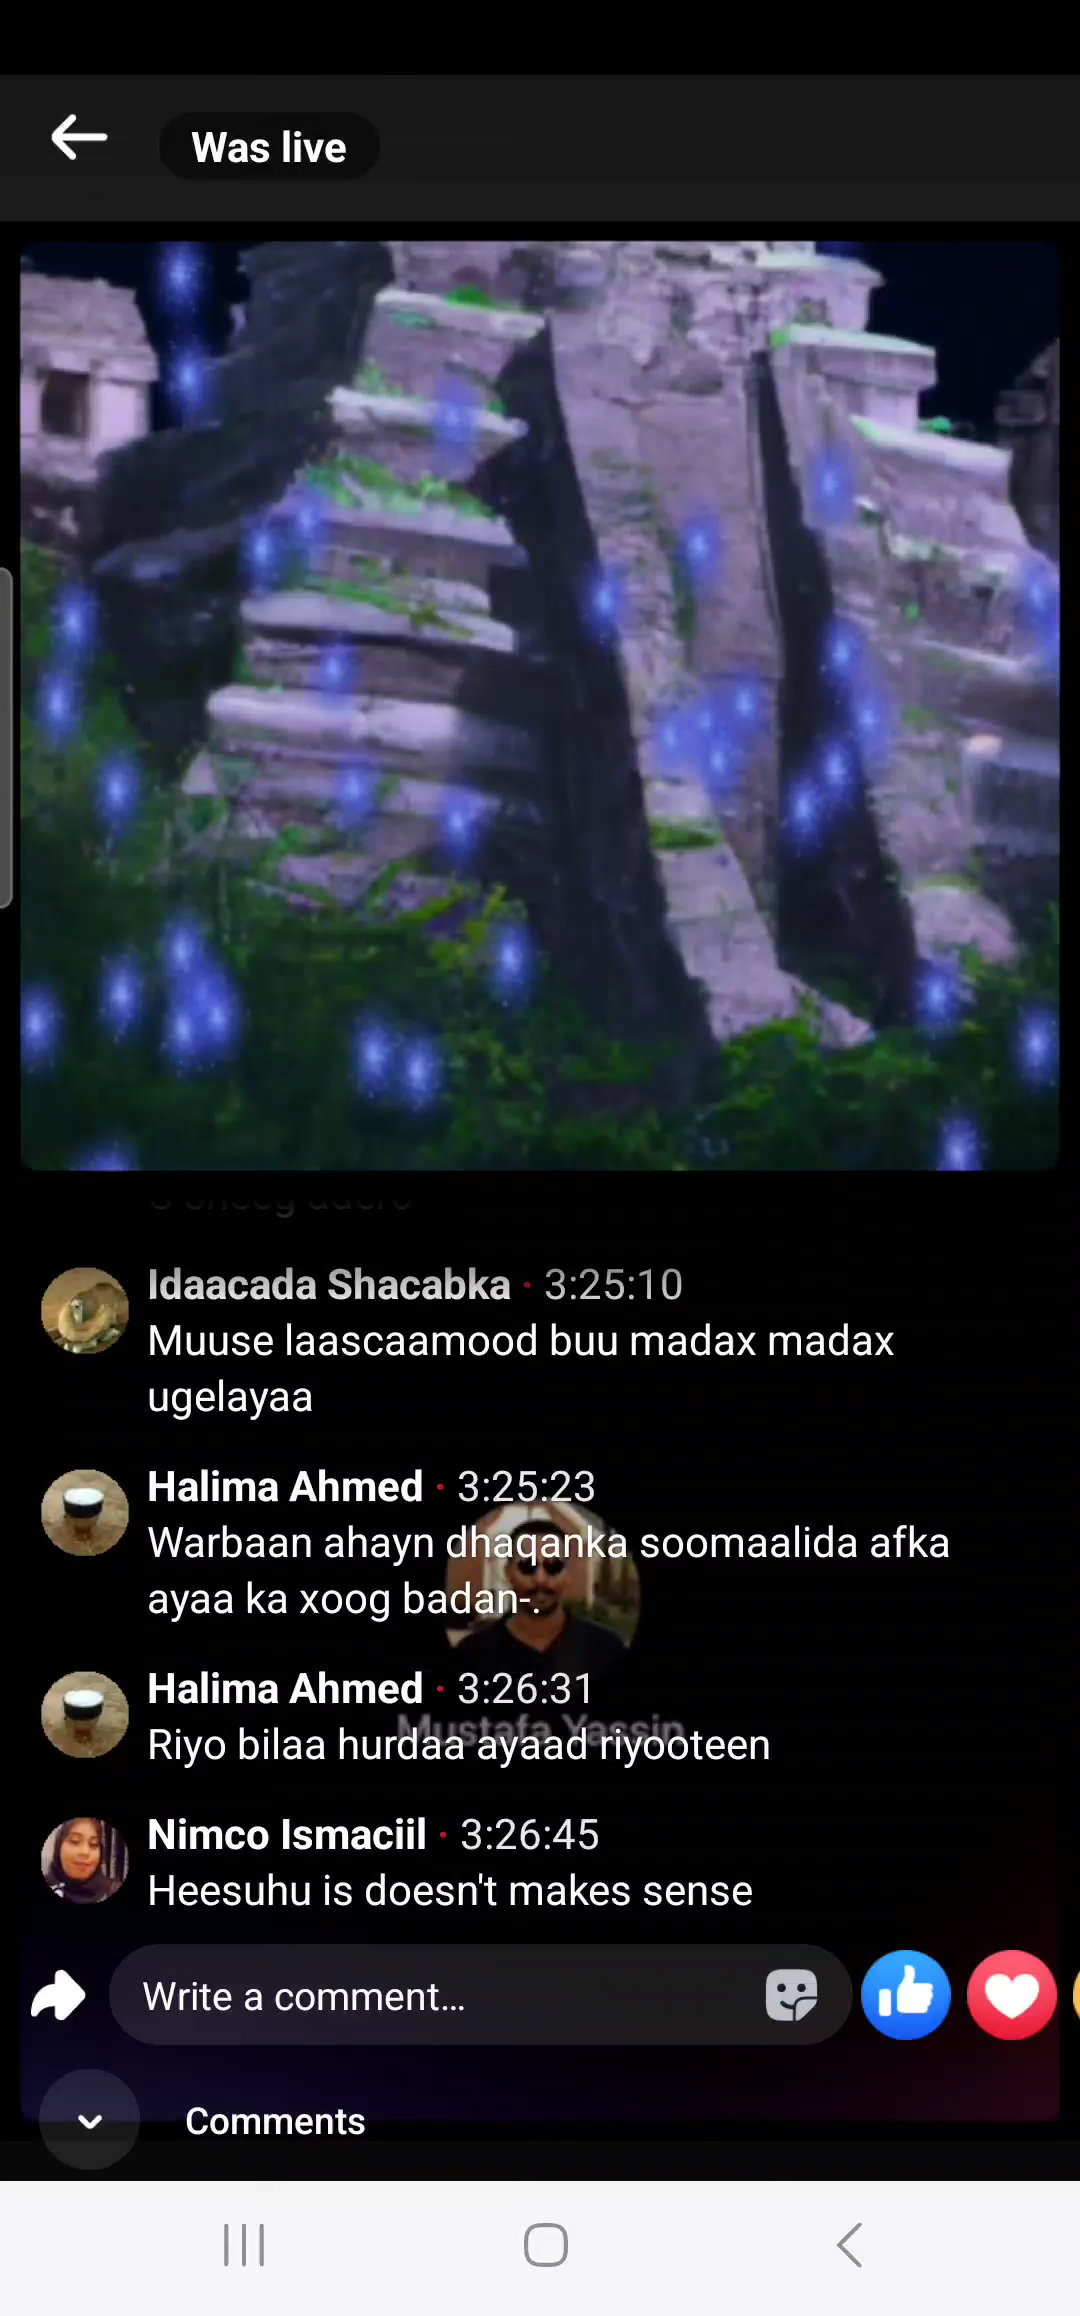 Was live
Idaacada Shacabka · 3:25:10
Muuse laascaamood buu madax madax
ugelayaa
Halima Ahmed · 3:25:23
Warbaan ahayn dhaqanka soomaalida afka
ayaa ka xoog badan-.
Halima Ahmed · 3:26:31
Mustafa Yassin
Riyo bilaa hurdaa ayaad riyooteen
Nimco Ismaciil · 3:26:45
Heesuhu is doesn't makes sense
Write a comment...
Comments